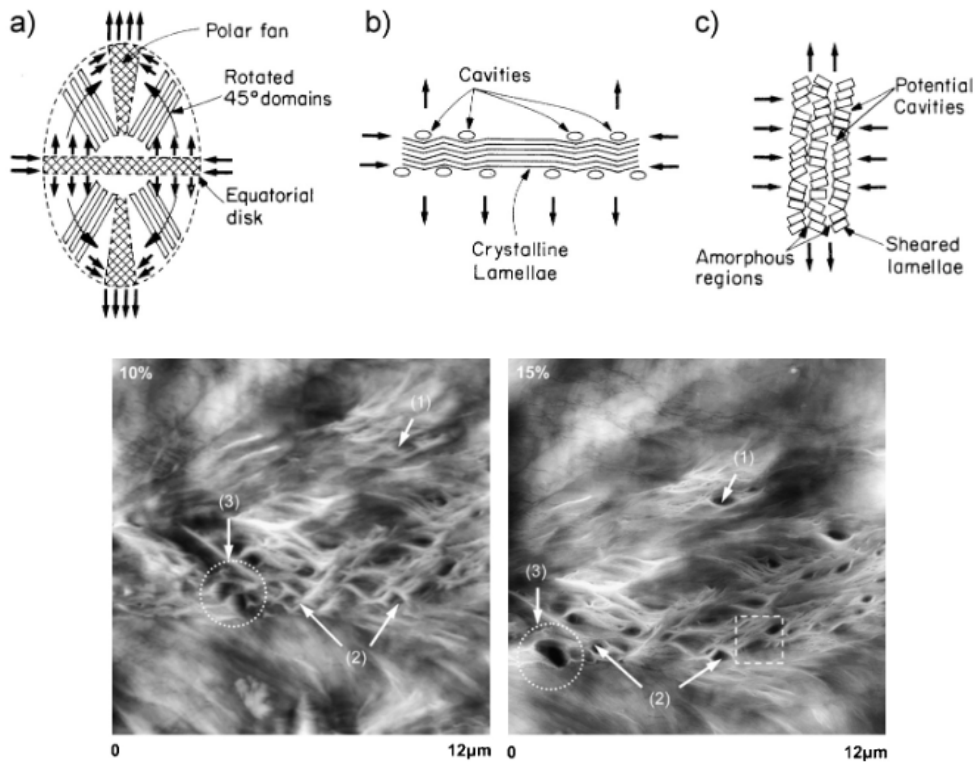 a)
Polar fan
Rotated
45° domains
Equatorial
disk
b)
Cavities
Crystalline
Lamellae
c)
Potential
Cavities
Amorphous
regions
Sheared
lamellae
10%
(1)
(3)
(2)
0
12µm
15%
(1)
(3)
(2)
0
12µm